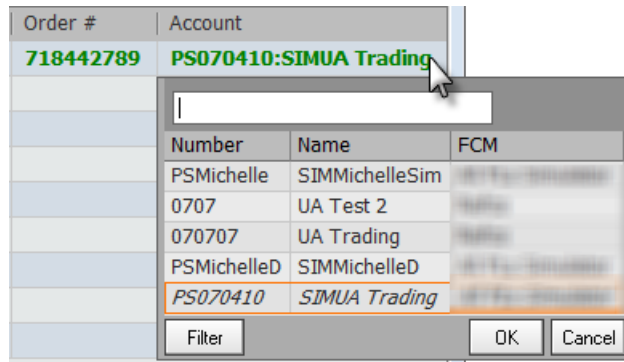 Order # Account
718442789 PS070410:SIMUA Trading
Number Name FCM
PSMichelle SIMMichelleSim
0707 UA Test 2
070707 UA Trading
PSMichelleD SIMMichelleD
PS070410 SIMUA Trading
Filter OK Cancel